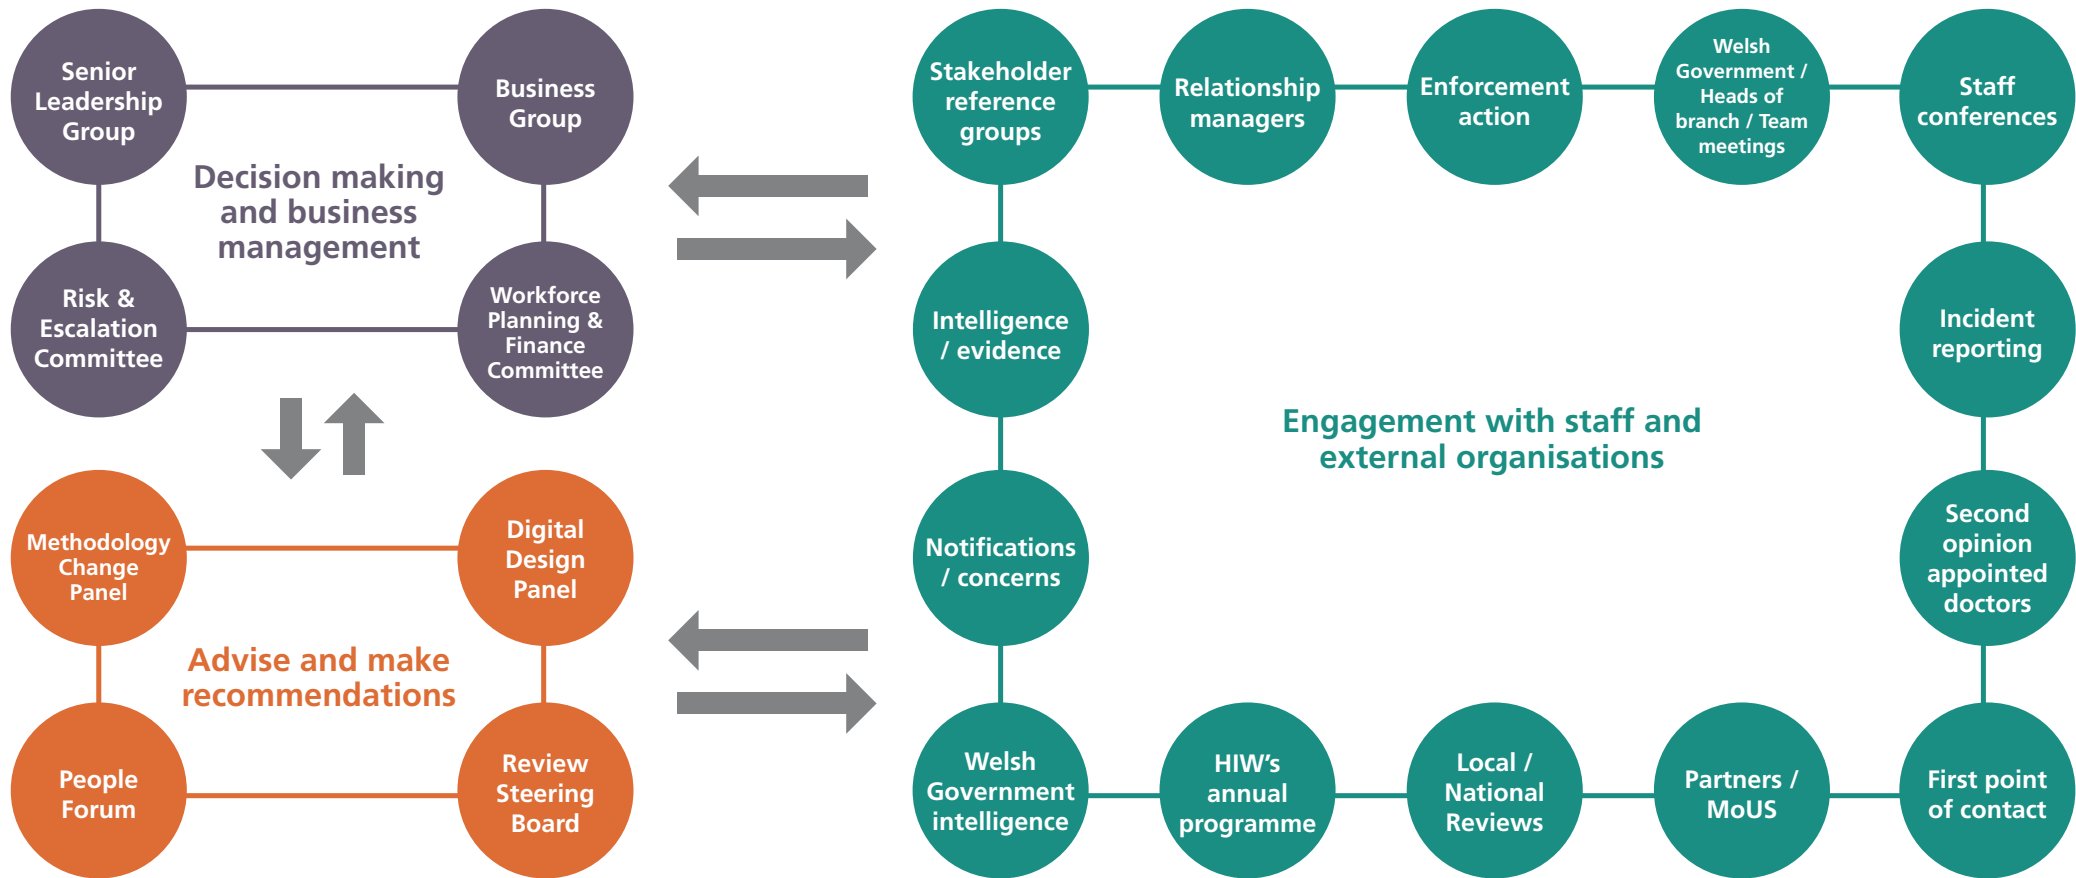 Senior
Leadership
Group
Business
Group
Decision making
and business
management
Risk &
Escalation
Committee
Workforce
Planning &
Finance
Committee
Methodology
Change
Panel
Digital
Design
Panel
Advise and make
recommendations
People
Forum
Review
Steering
Board
Stakeholder
reference
groups
Relationship
managers
Enforcement
action
Welsh
Government /
Heads of
branch / Team
meetings
Staff
conferences
Intelligence
/ evidence
Incident
reporting
Engagement with staff and
external organisations
Notifications
/ concerns
Second
opinion
appointed
doctors
Welsh
Government
intelligence
HIW's
annual
programme
Local /
National
Reviews
Partners /
MoUS
First point
of contact